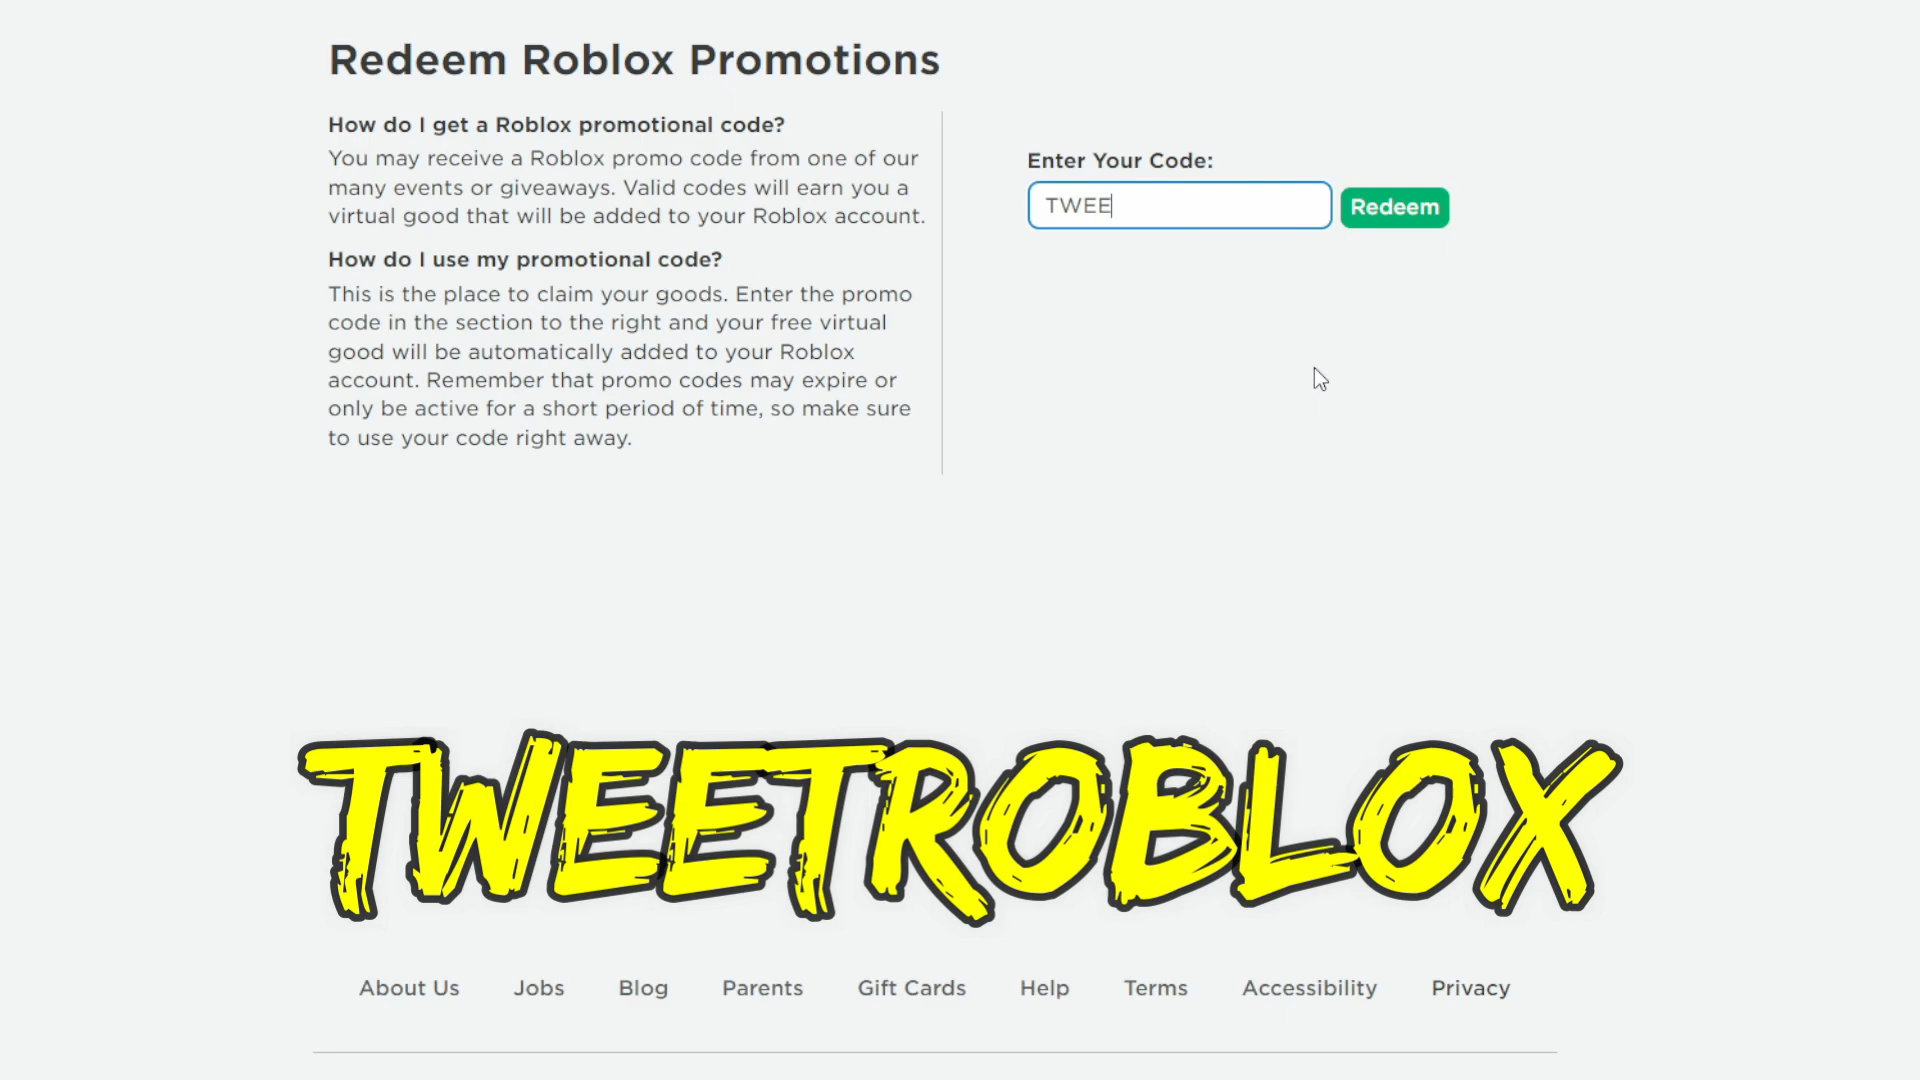 Redeem Roblox Promotions
How do I get a Roblox promotional code?
You may receive a Roblox promo code from one of our
many events or giveaways. Valid codes will earn you a
virtual good that will be added to your Roblox account.
How do I use my promotional code?
This is the place to claim your goods. Enter the promo
code in the section to the right and your free virtual
good will be automatically added to your Roblox
account. Remember that promo codes may expire or
only be active for a short period of time, so make sure
to use your code right away.
Enter Your Code:
TWEE
Redeem
TWEETROBLOX
About Us Jobs Blog Parents Gift Cards Help Terms Accessibility Privacy